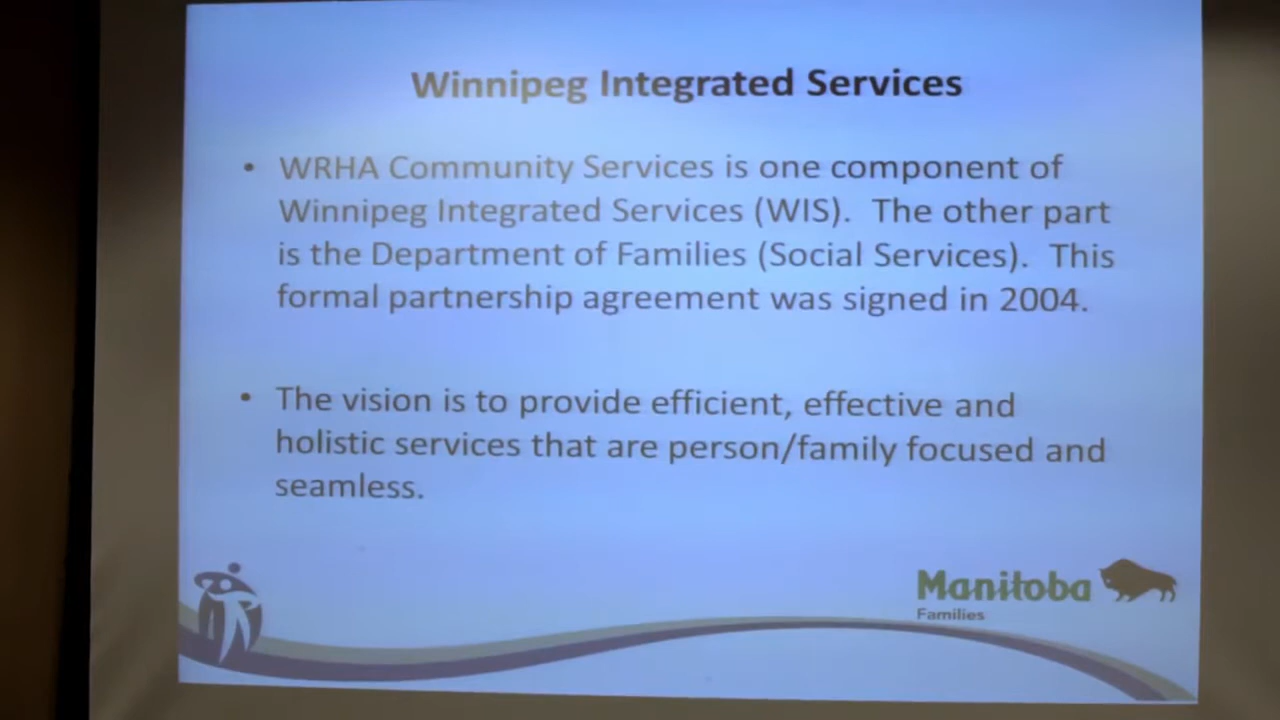 Winnipeg Integrated Services
• WRHA Community Services is one component of
Winnipeg Integrated Services (WIS). The other part
is the Department of Families (Social Services). This
formal partnership agreement was signed in 2004.
• The vision is to provide efficient, effective and
holistic services that are person/family focused and
seamless.
Manitoba
Families